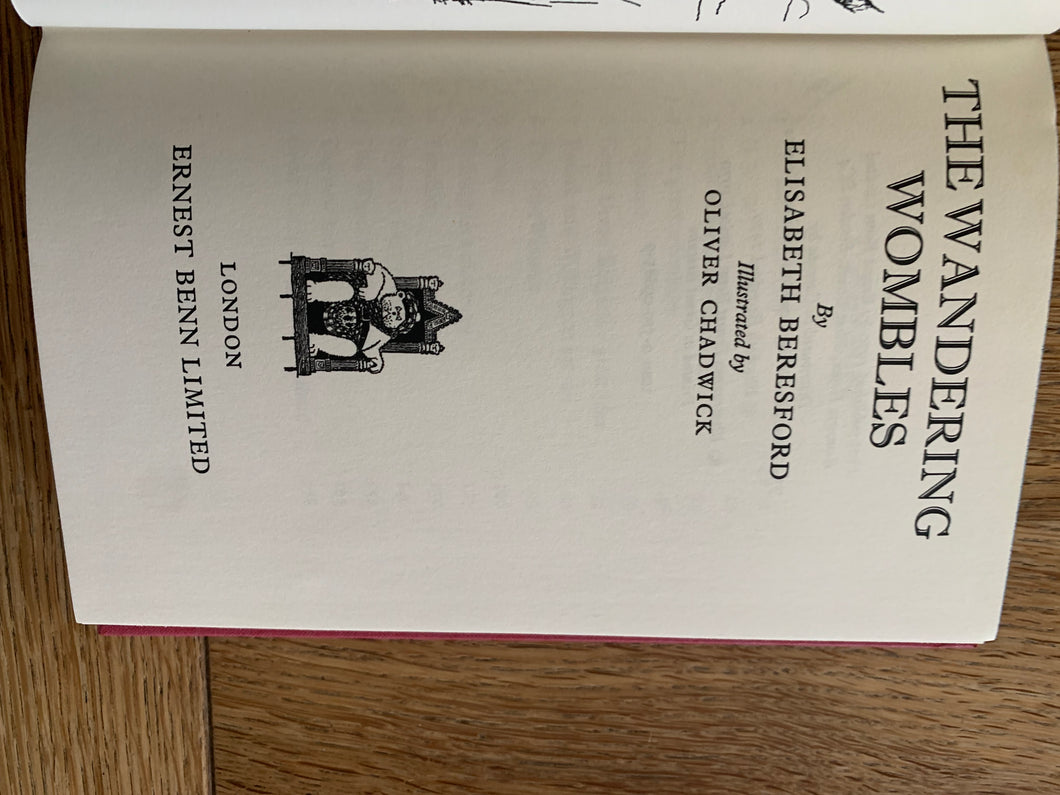 THE WANDERING
WOMBLES
By
ELISABETH BERESFORD
Illustrated by
OLIVER CHADWICK
LONDON
ERNEST BENN LIMITED